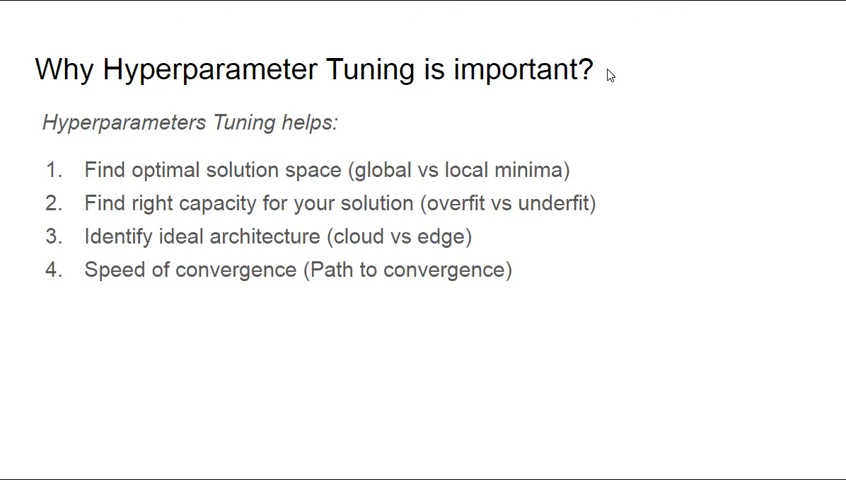 Why Hyperparameter Tuning is important?
Hyperparameters Tuning helps:
1. Find optimal solution space (global vs local minima)
2. Find right capacity for your solution (overfit vs underfit)
3. Identify ideal architecture (cloud vs edge)
4. Speed of convergence (Path to convergence)